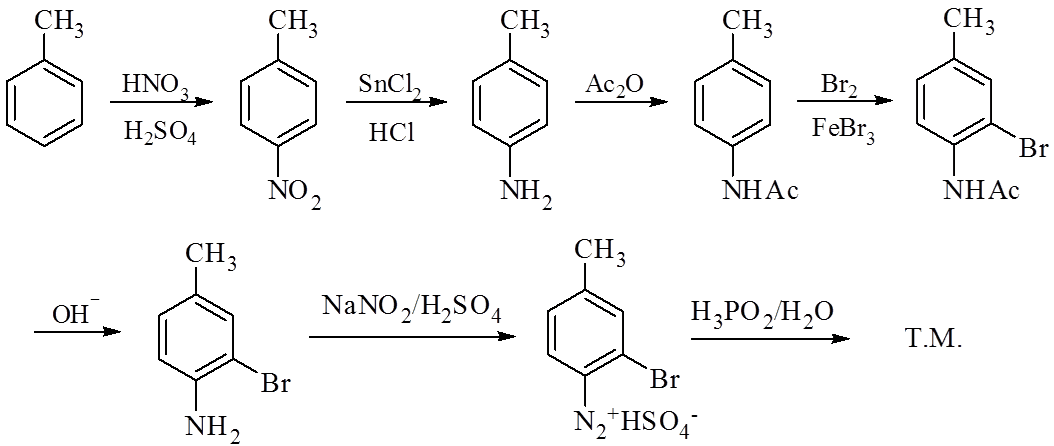 CH₃ CH₃ CH₃ CH₃ CH₃
HNO₃ SnCl₂ Ac₂O Br₂
H₂SO₄ HCl FeBr₃ Br
NO₂ NH₂ NHAc NHAc
CH₃ CH₃
OH⁻ NaNO₂/H₂SO₄ H₃PO₂/H₂O T.M.
Br Br
NH₂ N₂⁺HSO₄⁻